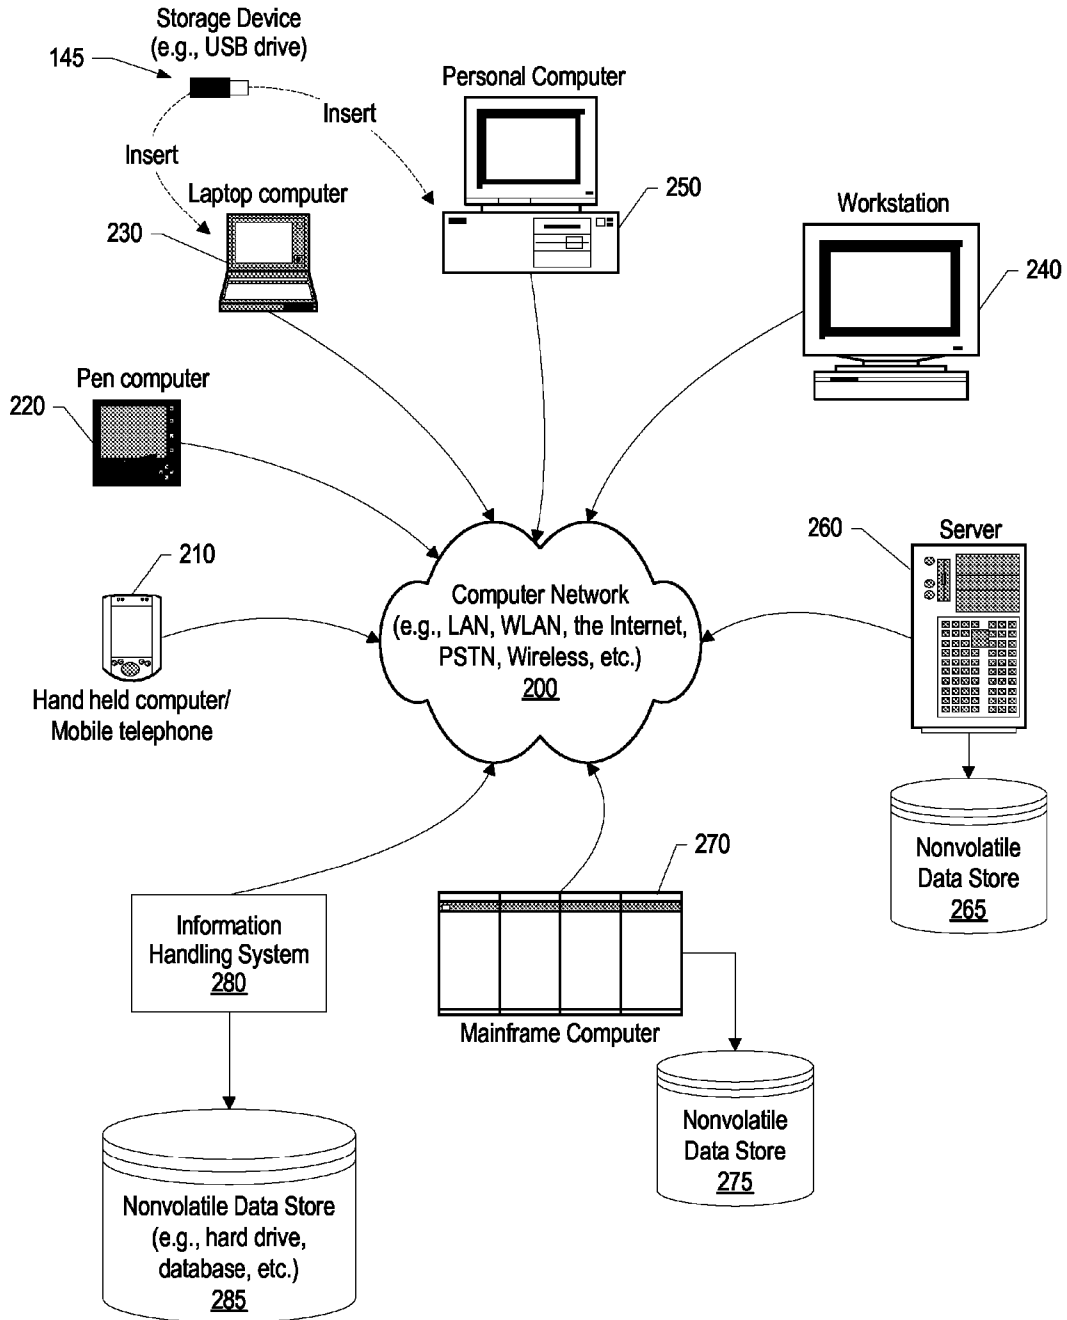 Storage Device
(e.g., USB drive)
145
Insert
Insert
Personal Computer
250
Laptop computer
230
Workstation
240
Pen computer
220
260
Server
210
Hand held computer/
Mobile telephone
Computer Network
(e.g., LAN, WLAN, the Internet,
PSTN, Wireless, etc.)
200
Nonvolatile
Data Store
265
270
Mainframe Computer
Information
Handling System
280
Nonvolatile
Data Store
275
Nonvolatile Data Store
(e.g., hard drive,
database, etc.)
285